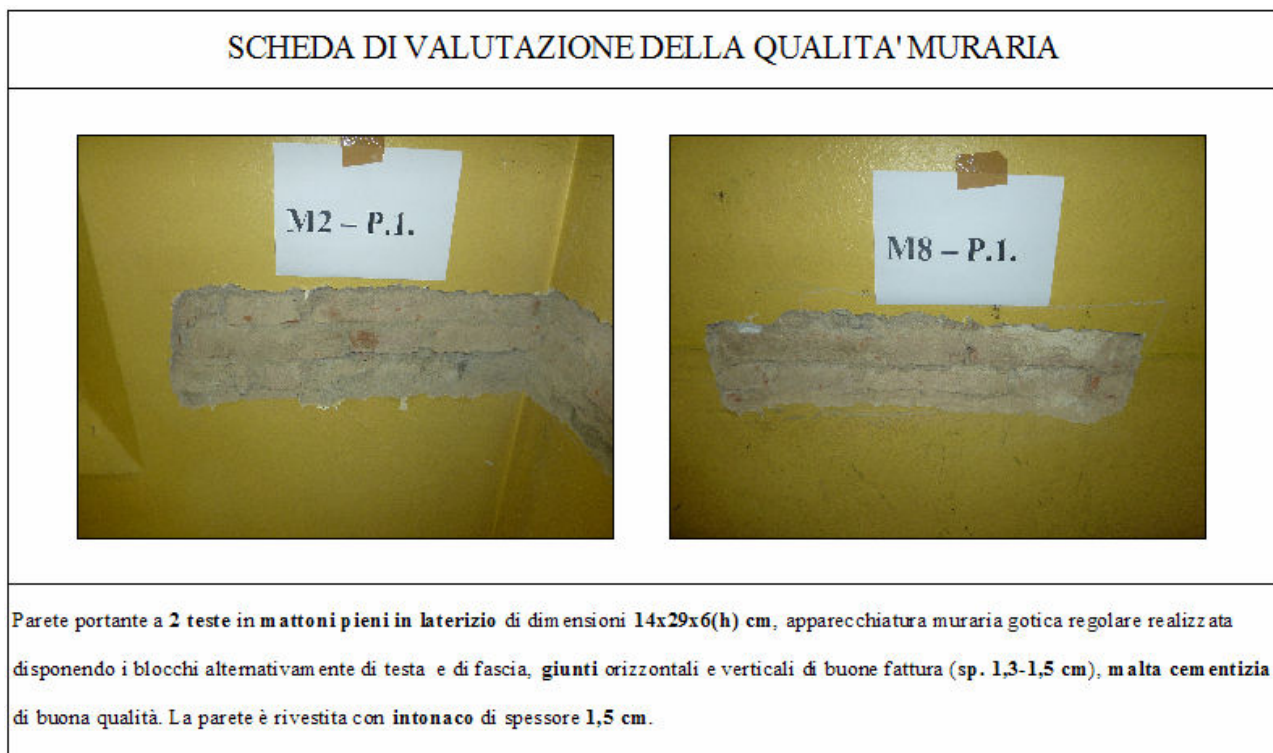 SCHEDA DI VALUTAZIONE DELLA QUALITA' MURARIA
M2 – P.1.
M8 – P.1.
Parete portante a 2 teste in mattoni pieni in laterizio di dimensioni 14x29x6(h) cm, apparecchiatura muraria gotica regolare realizzata
disponendo i blocchi alternativamente di testa e di fascia, giunti orizzontali e verticali di buone fattura (sp. 1,3-1,5 cm), malta cementizia
di buona qualità. La parete è rivestita con intonaco di spessore 1,5 cm.